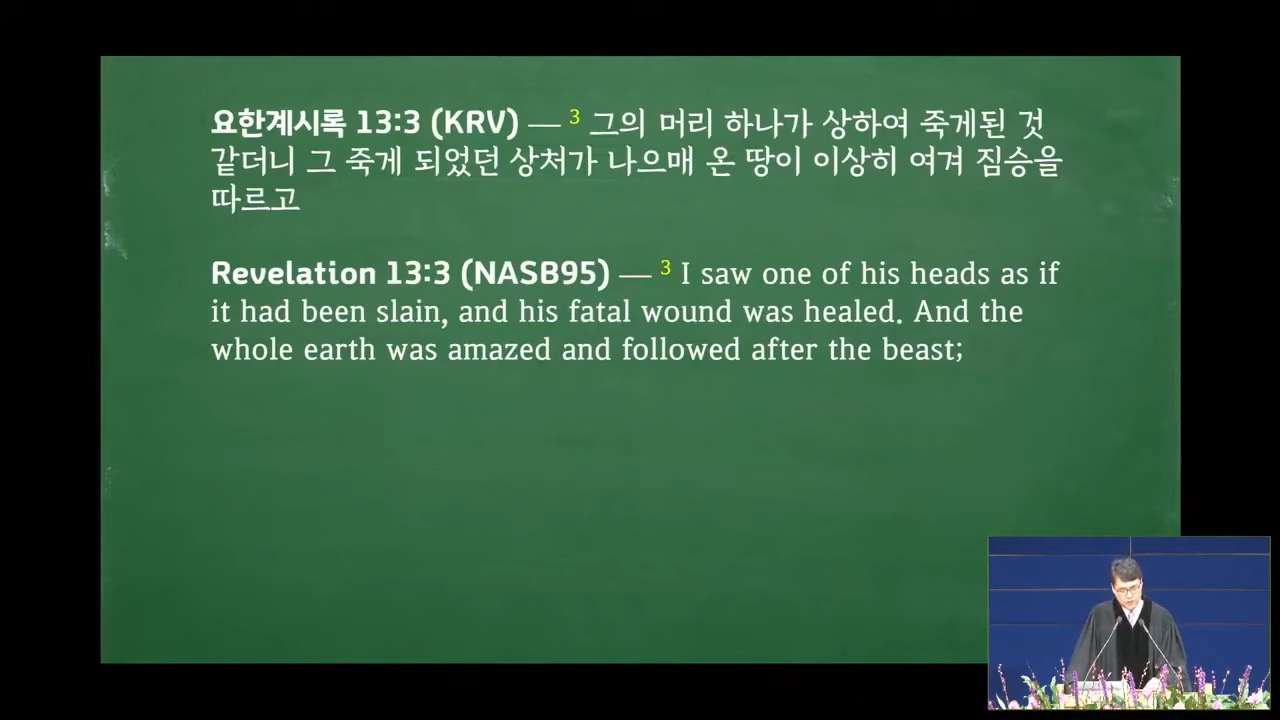 요한계시록 13:3 (KRV) — 3 그의 머리 하나가 상하여 죽게된 것
같더니 그 죽게 되었던 상처가 나으매 온 땅이 이상히 여겨 짐승을
따르고
Revelation 13:3 (NASB95) — 3 I saw one of his heads as if
it had been slain, and his fatal wound was healed. And the
whole earth was amazed and followed after the beast;